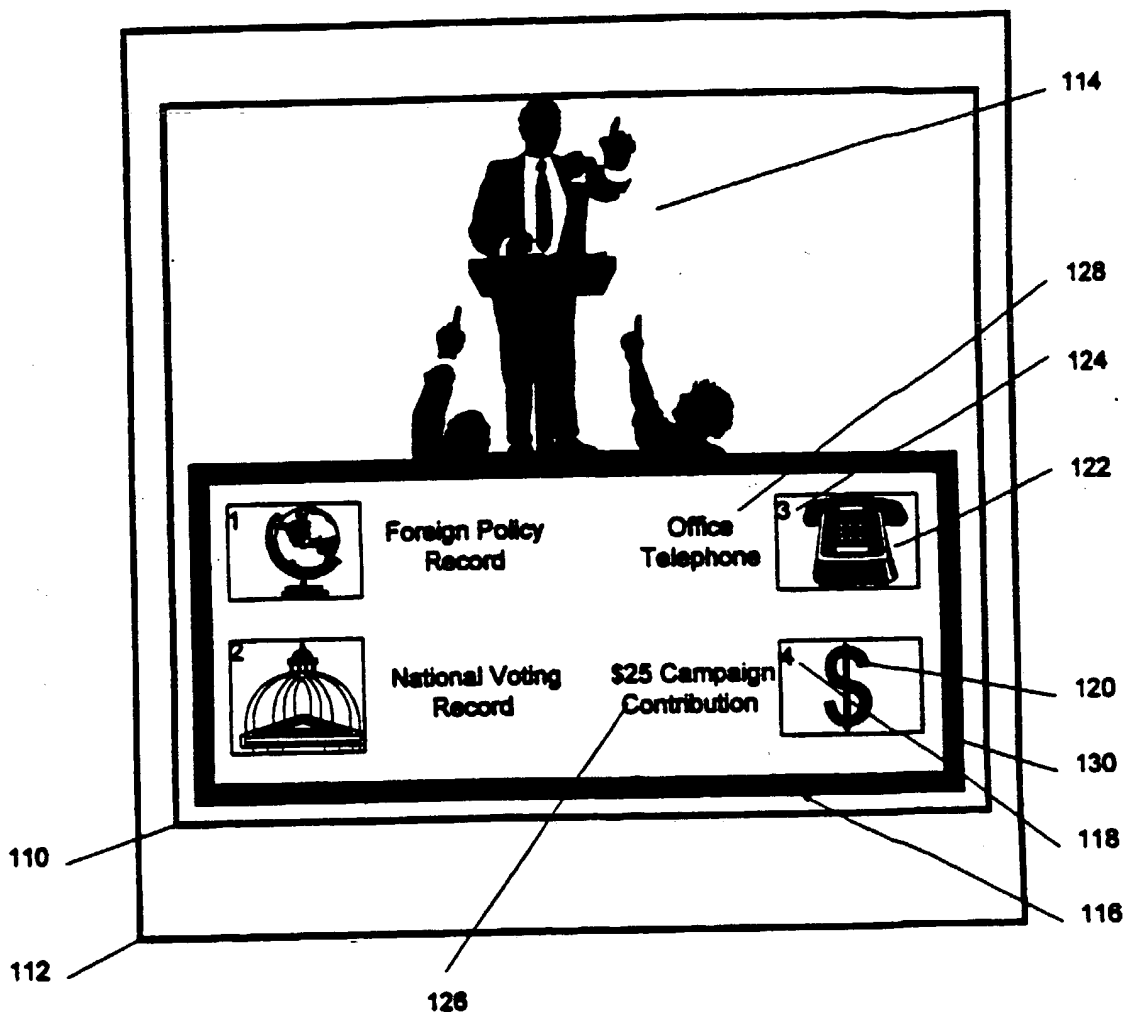 114
128
124
122
1
Foreign Policy
Record
Office
Telephone
3
2
National Voting
Record
$25 Campaign
Contribution
4
120
130
118
116
110
112
126